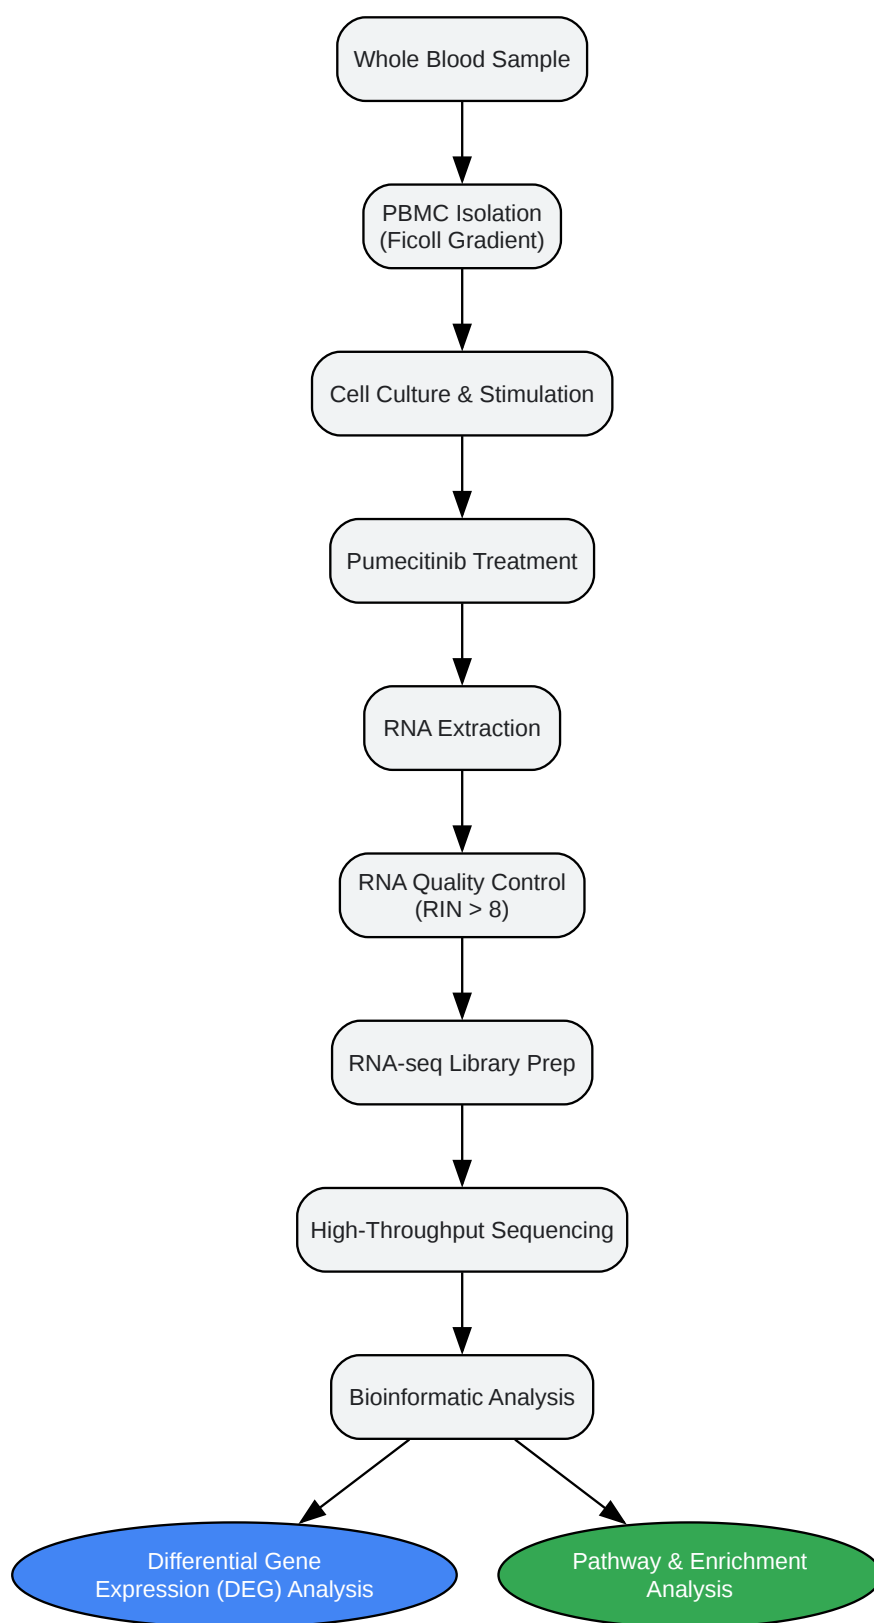 Whole Blood Sample
PBMC Isolation
(Ficoll Gradient)
Cell Culture & Stimulation
Pumecitinib Treatment
RNA Extraction
RNA Quality Control
(RIN > 8)
RNA-seq Library Prep
High-Throughput Sequencing
Bioinformatic Analysis
Differential Gene
Expression (DEG) Analysis
Pathway & Enrichment
Analysis